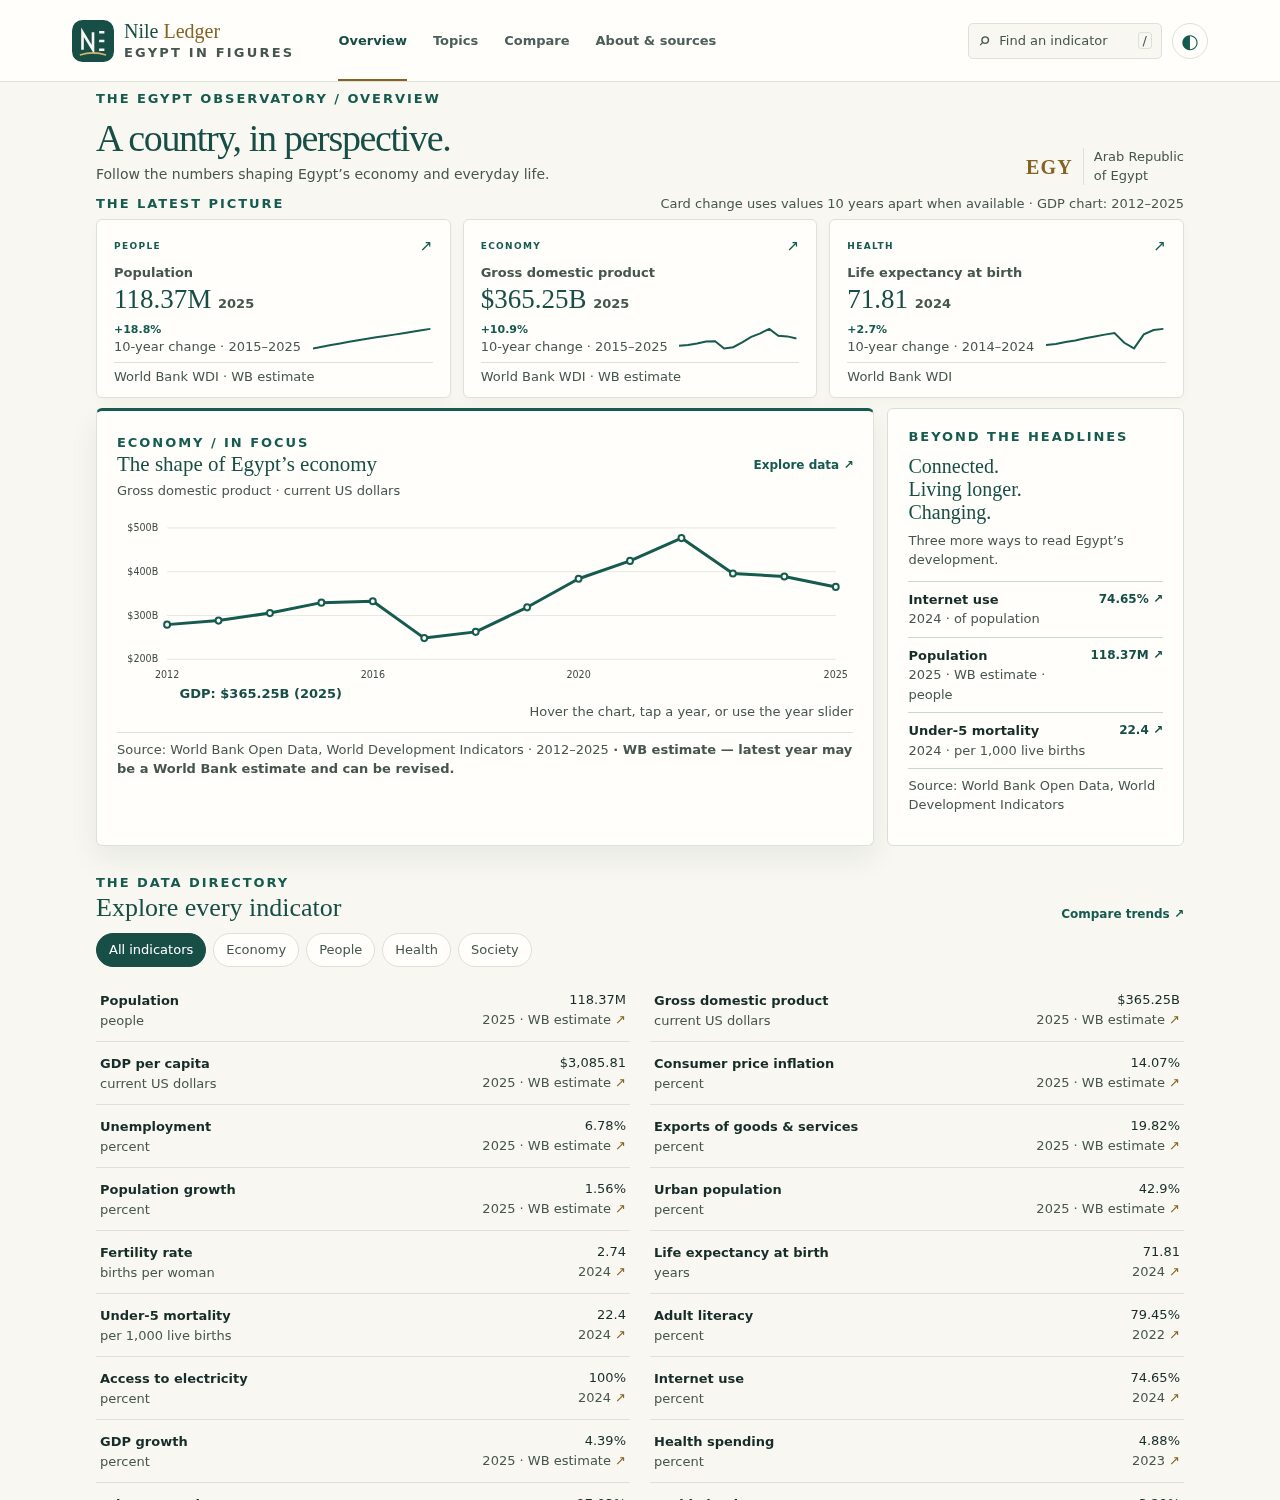 Nile Ledger
EGYPT IN FIGURES
Overview
Topics
Compare
About & sources
Find an indicator
/
THE EGYPT OBSERVATORY / OVERVIEW
A country, in perspective.
Follow the numbers shaping Egypt’s economy and everyday life.
EGY
Arab Republic
of Egypt
THE LATEST PICTURE
Card change uses values 10 years apart when available · GDP chart: 2012–2025
PEOPLE ↗
Population
118.37M 2025
+18.8%
10-year change · 2015–2025
World Bank WDI · WB estimate
ECONOMY ↗
Gross domestic product
$365.25B 2025
+10.9%
10-year change · 2015–2025
World Bank WDI · WB estimate
HEALTH ↗
Life expectancy at birth
71.81 2024
+2.7%
10-year change · 2014–2024
World Bank WDI
ECONOMY / IN FOCUS
The shape of Egypt’s economy
Explore data ↗
Gross domestic product · current US dollars
$500B
$400B
$300B
$200B
2012
2016
2020
2025
GDP: $365.25B (2025)
Hover the chart, tap a year, or use the year slider
Source: World Bank Open Data, World Development Indicators · 2012–2025 · WB estimate — latest year may
be a World Bank estimate and can be revised.
BEYOND THE HEADLINES
Connected.
Living longer.
Changing.
Three more ways to read Egypt’s
development.
Internet use 74.65% ↗
2024 · of population
Population 118.37M ↗
2025 · WB estimate ·
people
Under-5 mortality 22.4 ↗
2024 · per 1,000 live births
Source: World Bank Open Data, World
Development Indicators
THE DATA DIRECTORY
Explore every indicator
Compare trends ↗
All indicators
Economy
People
Health
Society
Population 118.37M
people 2025 · WB estimate ↗
Gross domestic product $365.25B
current US dollars 2025 · WB estimate ↗
GDP per capita $3,085.81
current US dollars 2025 · WB estimate ↗
Consumer price inflation 14.07%
percent 2025 · WB estimate ↗
Unemployment 6.78%
percent 2025 · WB estimate ↗
Exports of goods & services 19.82%
percent 2025 · WB estimate ↗
Population growth 1.56%
percent 2025 · WB estimate ↗
Urban population 42.9%
percent 2025 · WB estimate ↗
Fertility rate 2.74
births per woman 2024 ↗
Life expectancy at birth 71.81
years 2024 ↗
Under-5 mortality 22.4
per 1,000 live births 2024 ↗
Adult literacy 79.45%
percent 2022 ↗
Access to electricity 100%
percent 2024 ↗
Internet use 74.65%
percent 2024 ↗
GDP growth 4.39%
percent 2025 · WB estimate ↗
Health spending 4.88%
percent 2023 ↗